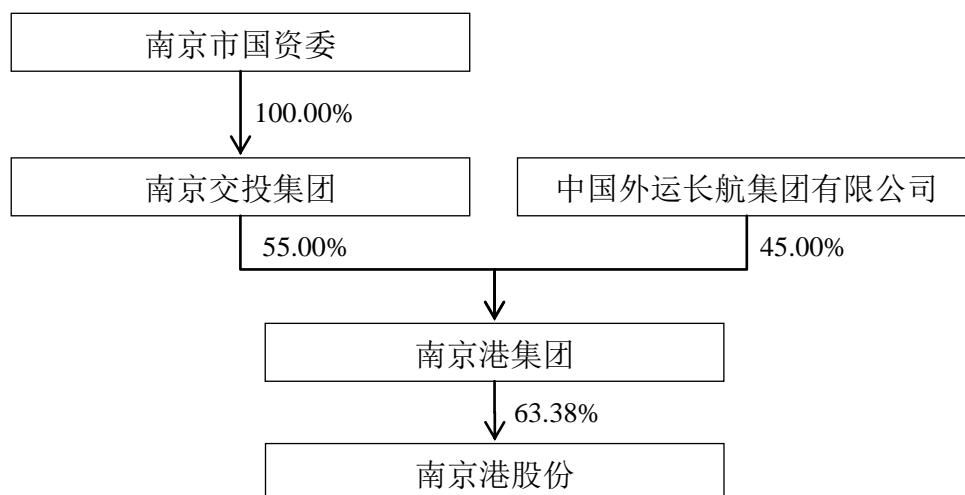 南京市国资委
100.00%
南京交投集团
中国外运长航集团有限公司
55.00%
45.00%
南京港集团
63.38%
南京港股份